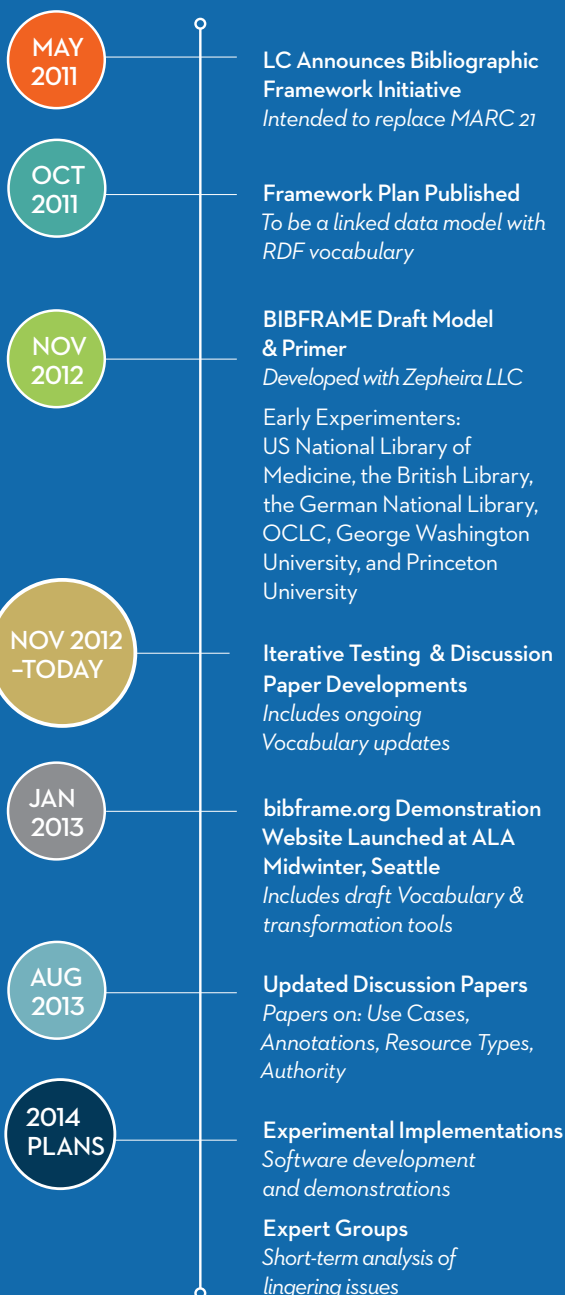 MAY
2011
LC Announces Bibliographic
Framework Initiative
Intended to replace MARC 21
OCT
2011
Framework Plan Published
To be a linked data model with
RDF vocabulary
NOV
2012
BIBFRAME Draft Model
& Primer
Developed with Zepheira LLC
Early Experimenters:
US National Library of
Medicine, the British Library,
the German National Library,
OCLC, George Washington
University, and Princeton
University
NOV 2012
–TODAY
Iterative Testing & Discussion
Paper Developments
Includes ongoing
Vocabulary updates
JAN
2013
bibframe.org Demonstration
Website Launched at ALA
Midwinter, Seattle
Includes draft Vocabulary &
transformation tools
AUG
2013
Updated Discussion Papers
Papers on: Use Cases,
Annotations, Resource Types,
Authority
2014
PLANS
Experimental Implementations
Software development
and demonstrations
Expert Groups
Short-term analysis of
lingering issues